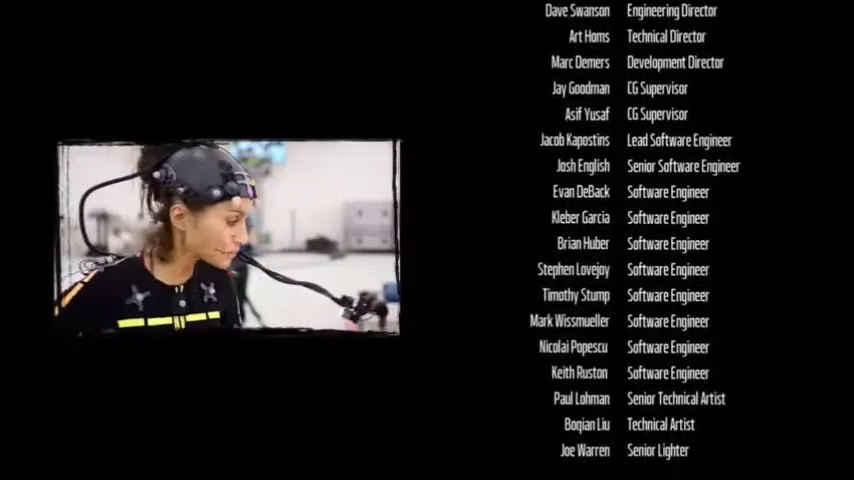 Dave Swanson Engineering Director
Art Homs Technical Director
Marc Demers Development Director
Jay Goodman CG Supervisor
Asif Yusaf CG Supervisor
Jacob Kapostins Lead Software Engineer
Josh English Senior Software Engineer
Evan DeBack Software Engineer
Kleber Garcia Software Engineer
Brian Huber Software Engineer
Stephen Lovejoy Software Engineer
Timothy Stump Software Engineer
Mark Wissmueller Software Engineer
Nicolai Popescu Software Engineer
Keith Ruston Software Engineer
Paul Lohman Senior Technical Artist
Boqian Liu Technical Artist
Joe Warren Senior Lighter